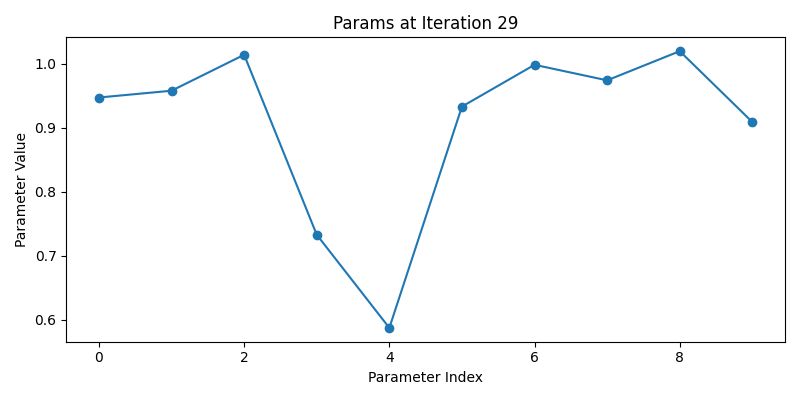 Params at Iteration 29
1.0
0.9
0.8
0.7
0.6
Parameter Value
0 2 4 6 8
Parameter Index